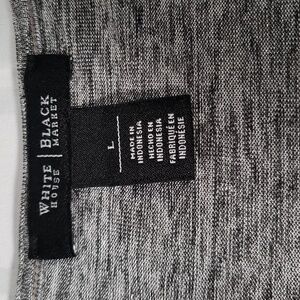 WHITE | BLACK
HOUSE | MARKET
L
MADE IN
INDONESIA
HECHO EN
INDONESIA
FABRIQUÉ EN
INDONÉSIE